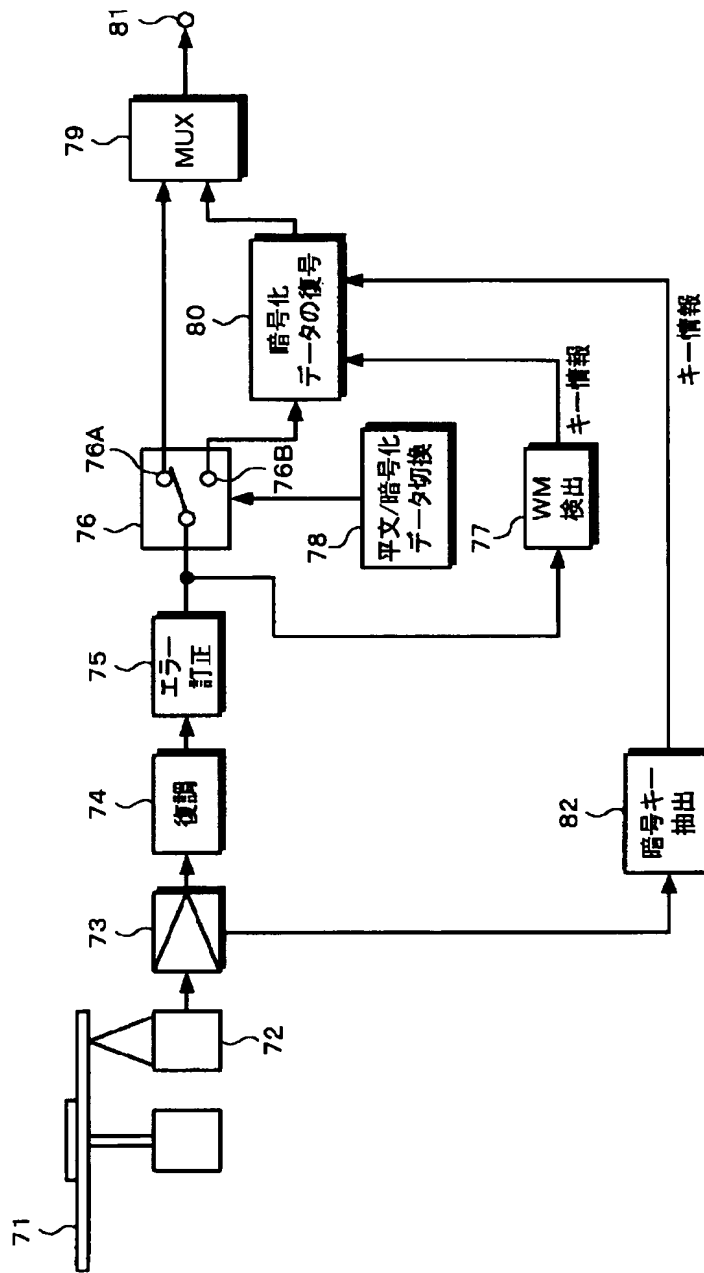 71
72
73
74
復調
75
エラー
訂正
76
76A
76B
77
WM
検出
78
平文/暗号化
データ切換
79
MUX
80
暗号化
データの復号
81
82
暗号キー
抽出
キー情報
キー情報